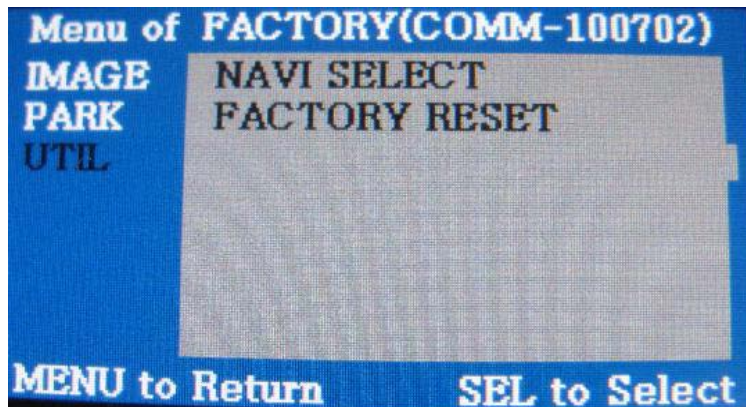 Menu of FACTORY(COMM-100702)
IMAGE NAVI SELECT
PARK FACTORY RESET
UTIL
MENU to Return SEL to Select